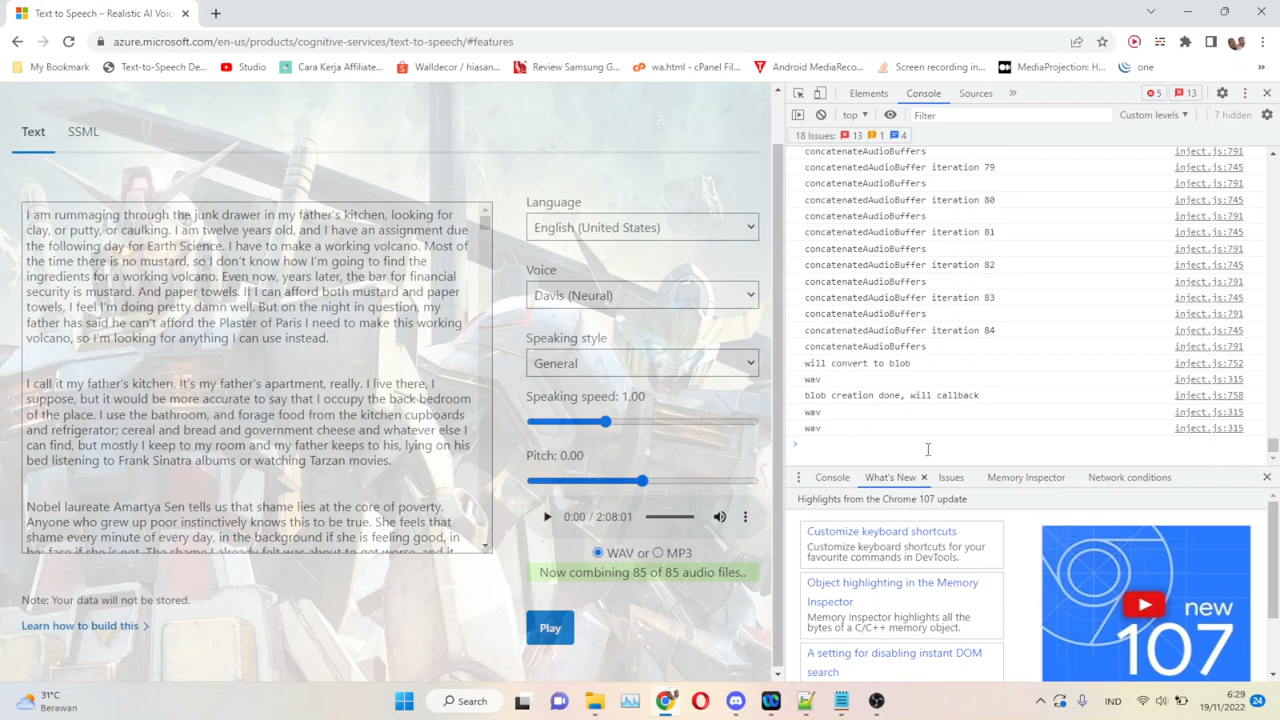 Text to Speech – Realistic AI Voic
azure.microsoft.com/en-us/products/cognitive-services/text-to-speech/#features
My Bookmark
Text-to-Speech De...
Studio
Cara Kerja Affiliate...
Walldecor / hiasan...
Review Samsung G...
wa.html - cPanel Fil...
Android MediaReco...
Screen recording in...
MediaProjection: H...
one
»
Text
SSML
I am rummaging through the junk drawer in my father's kitchen, looking for
clay, or putty, or caulking. I am twelve years old, and I have an assignment due
the following day for Earth Science. I have to make a working volcano. Most of
the time there is no mustard, so I don't know how I'm going to find the
ingredients for a working volcano. Even now, years later, the bar for financial
security is mustard. And paper towels. If I can afford both mustard and paper
towels, I feel I'm doing pretty damn well. But on the night in question, my
father has said he can't afford the Plaster of Paris I need to make this working
volcano, so I'm looking for anything I can use instead.
I call it my father's kitchen. It's my father's apartment, really. I live there, I
suppose, but it would be more accurate to say that I occupy the back bedroom
of the place. I use the bathroom, and forage food from the kitchen cupboards
and refrigerator; cereal and bread and government cheese and whatever else I
can find, but mostly I keep to my room and my father keeps to his, lying on his
bed listening to Frank Sinatra albums or watching Tarzan movies.
Nobel laureate Amartya Sen tells us that shame lies at the core of poverty.
Anyone who grew up poor instinctively knows this to be true. She feels that
shame every minute of everyday, in the background if she is feeling good, in
her face if she is not. The shame I already felt was about to get worse, and it
Note: Your data will not be stored.
Learn how to build this >
Language
English (United States)
Voice
Davis (Neural)
Speaking style
General
Speaking speed: 1.00
Pitch: 0.00
0:00 / 2:08:01
WAV or MP3
Now combining 85 of 85 audio files..
Play
Elements Console Sources » 5 13
top Filter Custom levels 7 hidden
18 Issues: 13 1 4
concatenateAudioBuffers inject.js:791
concatenatedAudioBuffer iteration 79 inject.js:745
concatenateAudioBuffers inject.js:791
concatenatedAudioBuffer iteration 80 inject.js:745
concatenateAudioBuffers inject.js:791
concatenatedAudioBuffer iteration 81 inject.js:745
concatenateAudioBuffers inject.js:791
concatenatedAudioBuffer iteration 82 inject.js:745
concatenateAudioBuffers inject.js:791
concatenatedAudioBuffer iteration 83 inject.js:745
concatenateAudioBuffers inject.js:791
concatenatedAudioBuffer iteration 84 inject.js:745
concatenateAudioBuffers inject.js:791
will convert to blob inject.js:752
wav inject.js:315
blob creation done, will callback inject.js:758
wav inject.js:315
wav inject.js:315
>
Console What's New Issues Memory Inspector Network conditions
Highlights from the Chrome 107 update
Customize keyboard shortcuts
Customize keyboard shortcuts for your
favourite commands in DevTools.
Object highlighting in the Memory
Inspector
Memory Inspector highlights all the
bytes of a C/C++ memory object.
A setting for disabling instant DOM
search
new
107
31°C
Berawan
Search
IND
6:29
19/11/2022
24